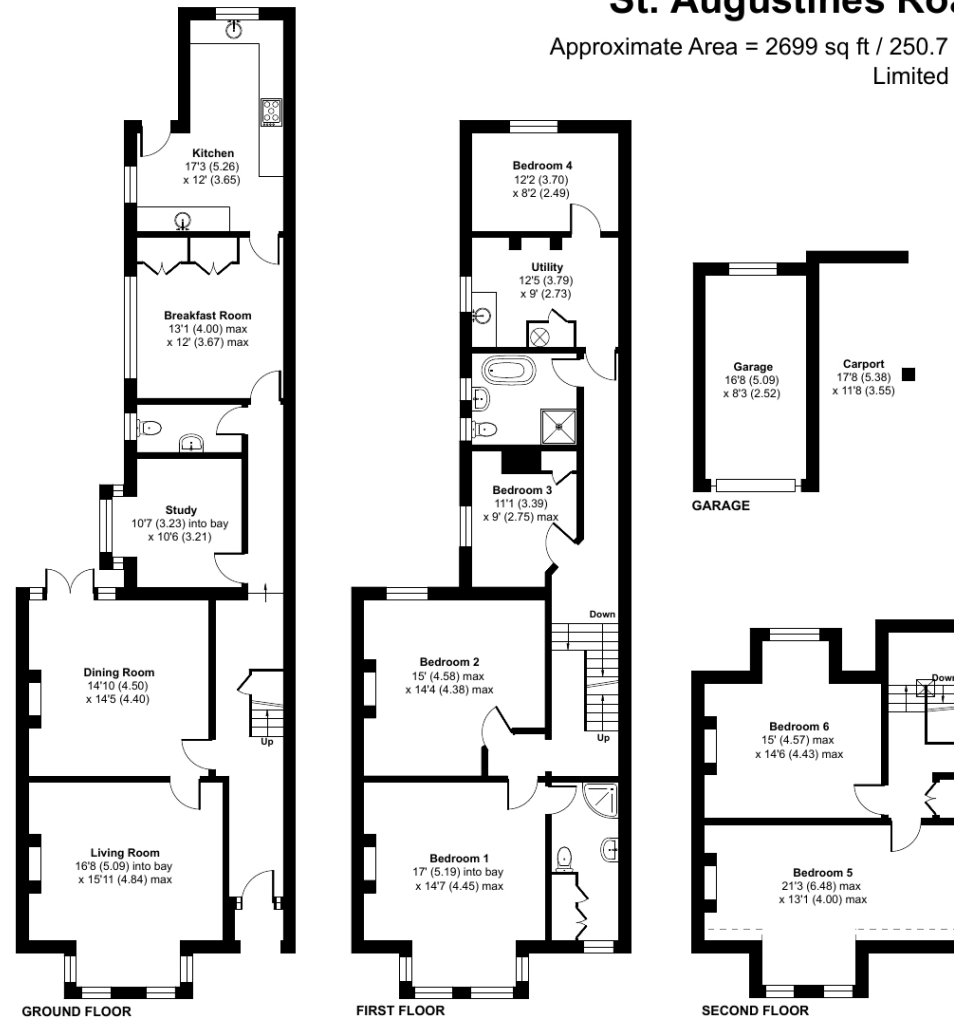 St. Augustines Roa
Approximate Area = 2699 sq ft / 250.7
Limited
Kitchen
17'3 (5.26)
x 12' (3.65)
Breakfast Room
13'1 (4.00) max
x 12' (3.67) max
Study
10'7 (3.23) into bay
x 10'6 (3.21)
Dining Room
14'10 (4.50)
x 14'5 (4.40)
Up
Living Room
16'8 (5.09) into bay
x 15'11 (4.84) max
GROUND FLOOR
Bedroom 4
12'2 (3.70)
x 8'2 (2.49)
Utility
12'5 (3.79)
x 9' (2.73)
Bedroom 3
11'1 (3.39)
x 9' (2.75) max
Down
Bedroom 2
15' (4.58) max
x 14'4 (4.38) max
Up
Bedroom 1
17' (5.19) into bay
x 14'7 (4.45) max
FIRST FLOOR
Garage
16'8 (5.09)
x 8'3 (2.52)
Carport
17'8 (5.38)
x 11'8 (3.55)
GARAGE
Down
Bedroom 6
15' (4.57) max
x 14'6 (4.43) max
Bedroom 5
21'3 (6.48) max
x 13'1 (4.00) max
SECOND FLOOR